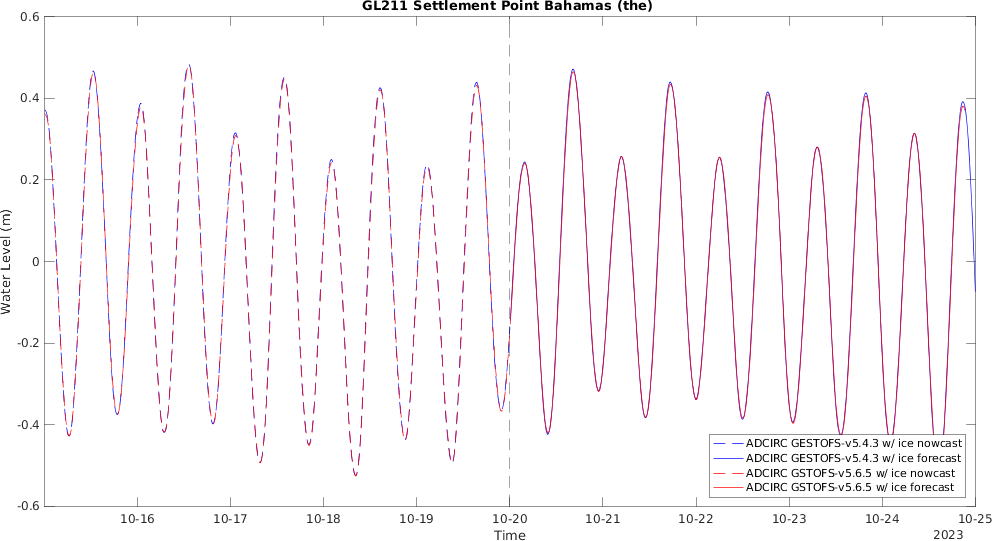 GL211 Settlement Point Bahamas (the)
0.6
0.4
0.2
0
-0.2
-0.4
-0.6
Water Level (m)
ADCIRC GESTOFS-v5.4.3 w/ ice nowcast
ADCIRC GESTOFS-v5.4.3 w/ ice forecast
ADCIRC GSTOFS-v5.6.5 w/ ice nowcast
ADCIRC GSTOFS-v5.6.5 w/ ice forecast
10-16 10-17 10-18 10-19 10-20 10-21 10-22 10-23 10-24 10-25
Time
2023